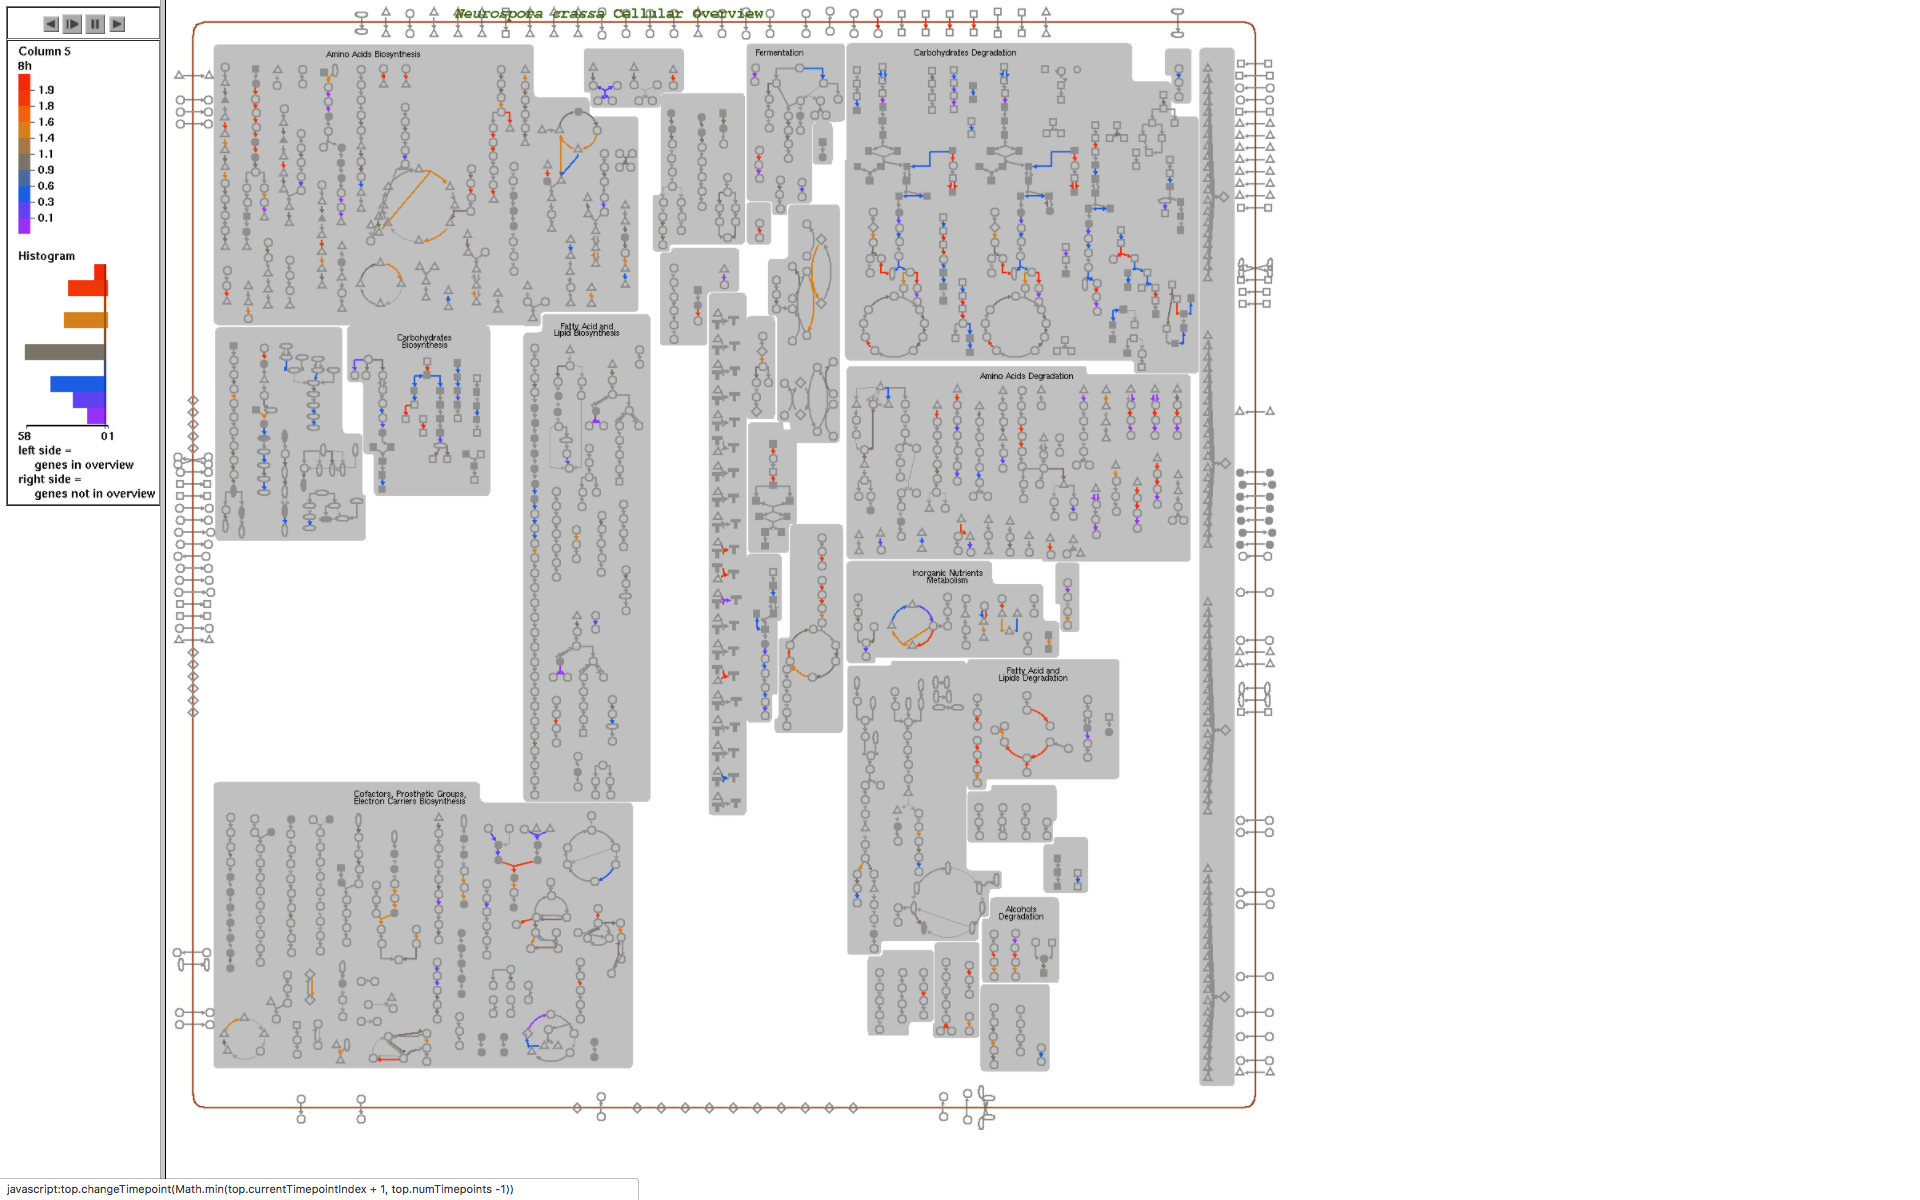 Neurospora crassa Cellular Overview
Column 5
8h
1.9
1.8
1.6
1.4
1.1
0.9
0.6
0.3
0.1
Histogram
58
0 1
left side =
genes in overview
right side =
genes not in overview
Amino Acids Biosynthesis
Fermentation
Carbohydrates Degradation
Carbohydrates
Biosynthesis
Fatty Acid and
Lipid Biosynthesis
Amino Acids Degradation
Inorganic Nutrients
Metabolism
Fatty Acid and
Lipids Degradation
Cofactors, Prosthetic Groups,
Electron Carriers Biosynthesis
Alcohols
Degradation
javascript:top.changeTimepoint(Math.min(top.currentTimepointIndex + 1, top.numTimepoints -1))